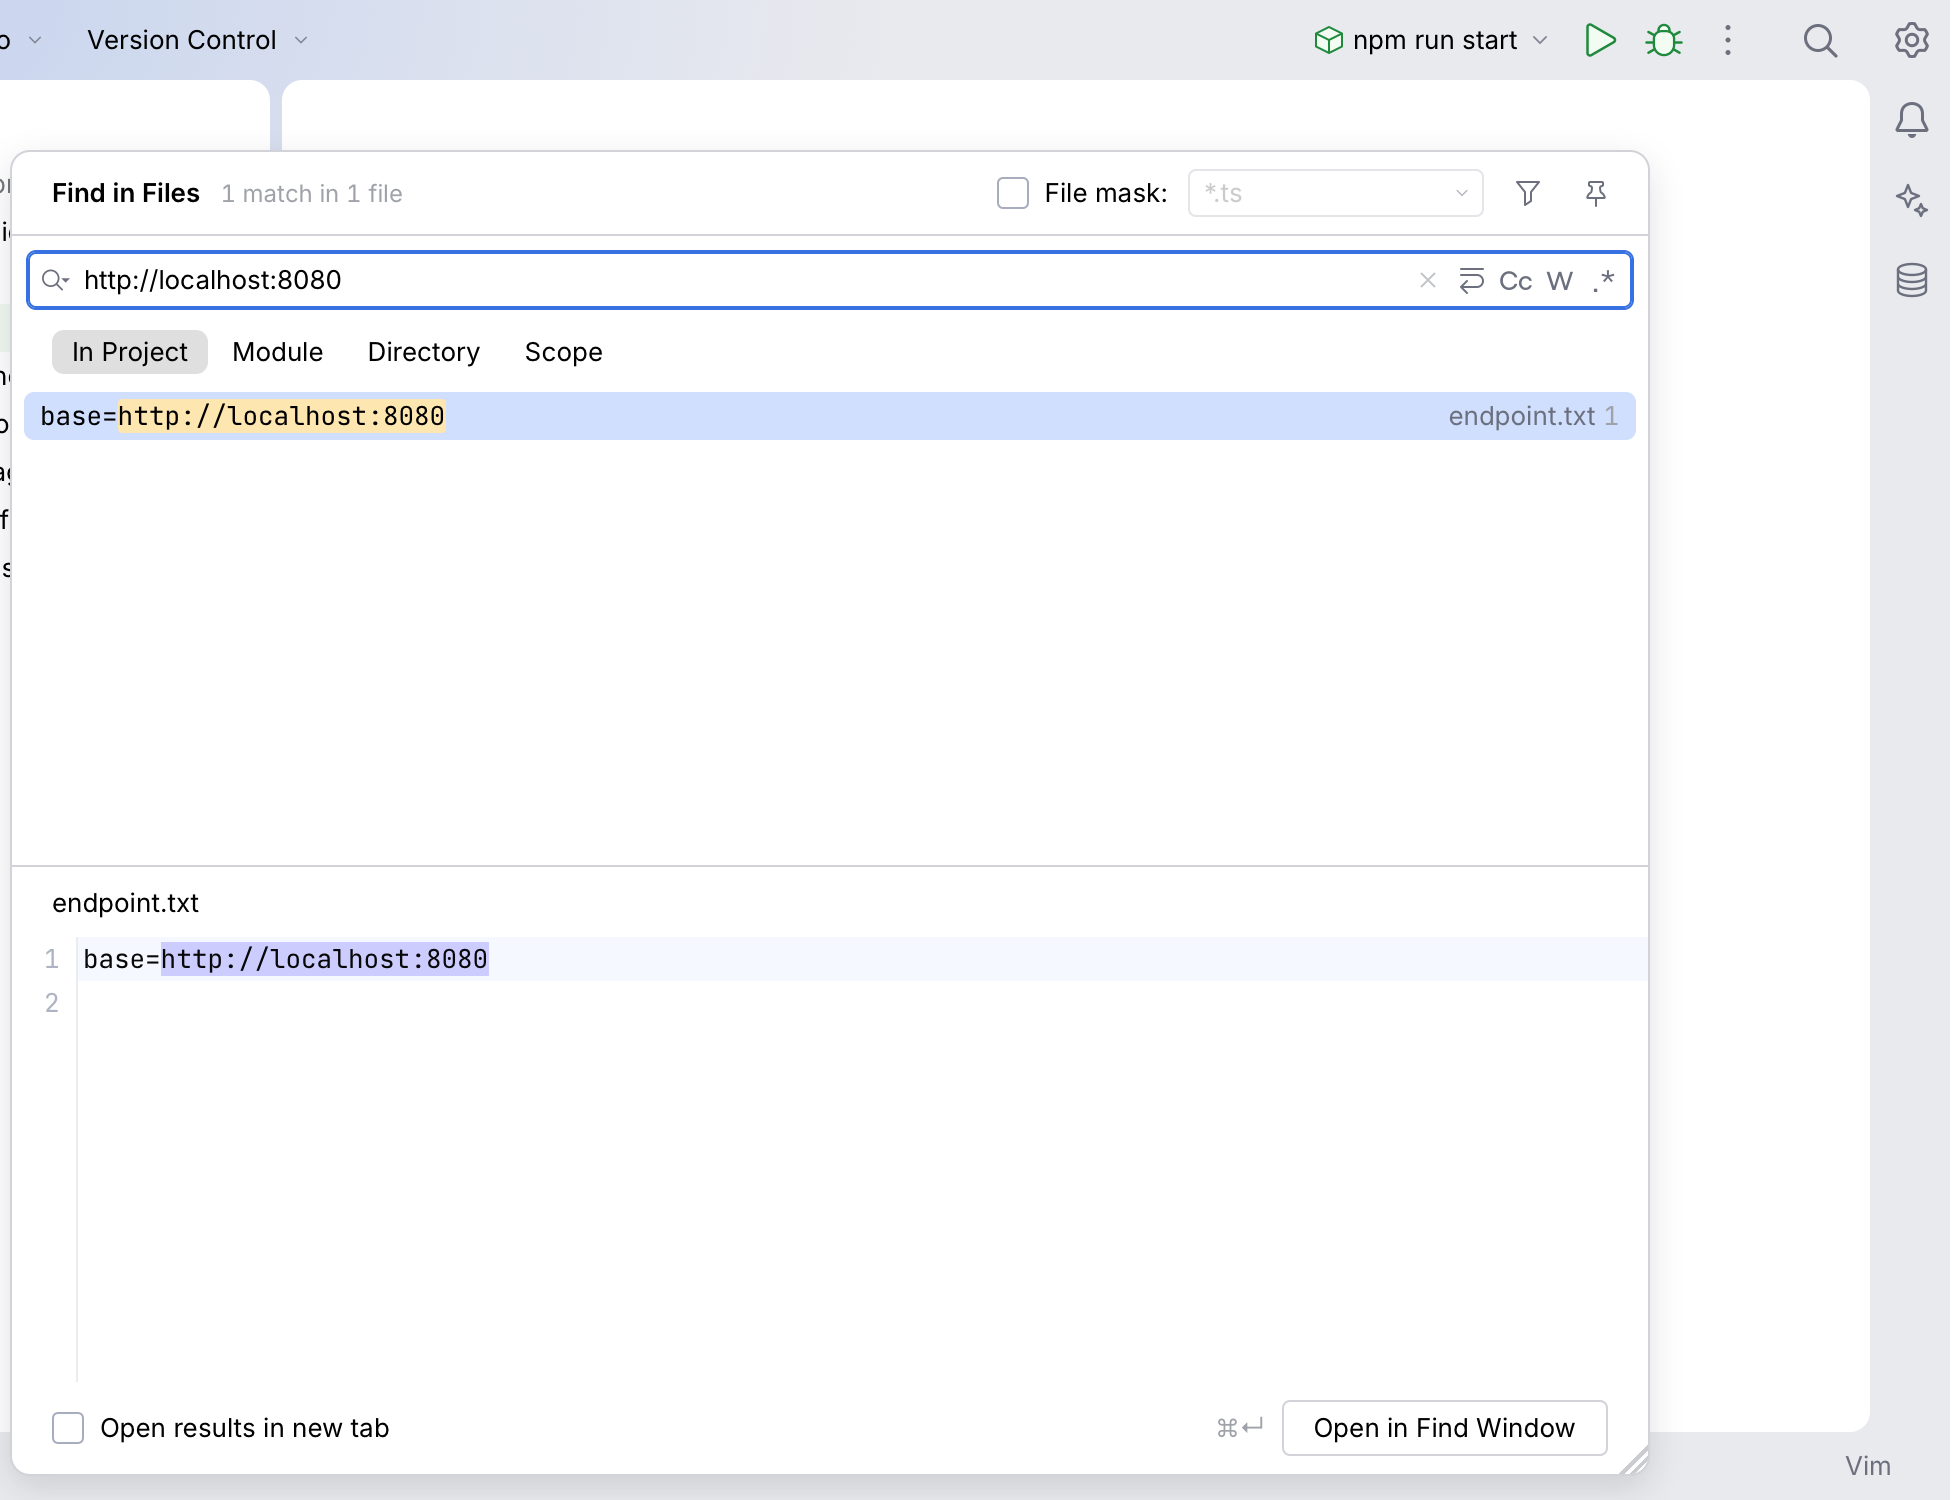 Version Control
npm run start
Find in Files 1 match in 1 file
File mask: *.ts
http://localhost:8080
Cc W .*
In Project Module Directory Scope
base=http://localhost:8080 endpoint.txt 1
endpoint.txt
1 base=http://localhost:8080
2
Open results in new tab
⌘↵ Open in Find Window
Vim